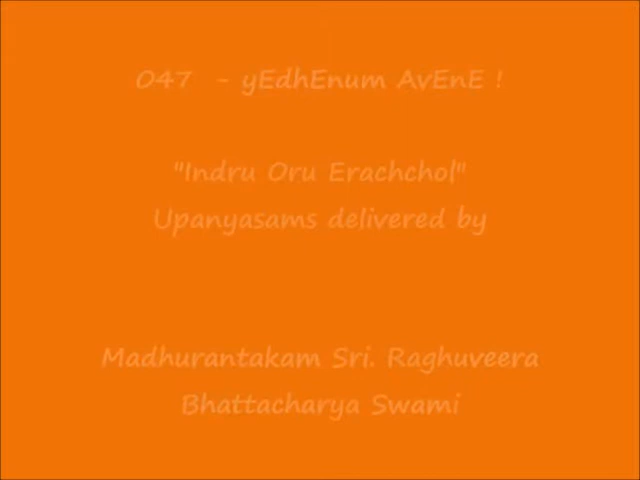 047 - yEdhEnum AvEnE !
"Indru Oru Erachchol"
Upanyasams delivered by
Madhurantakam Sri. Raghuveera
Bhattacharya Swami